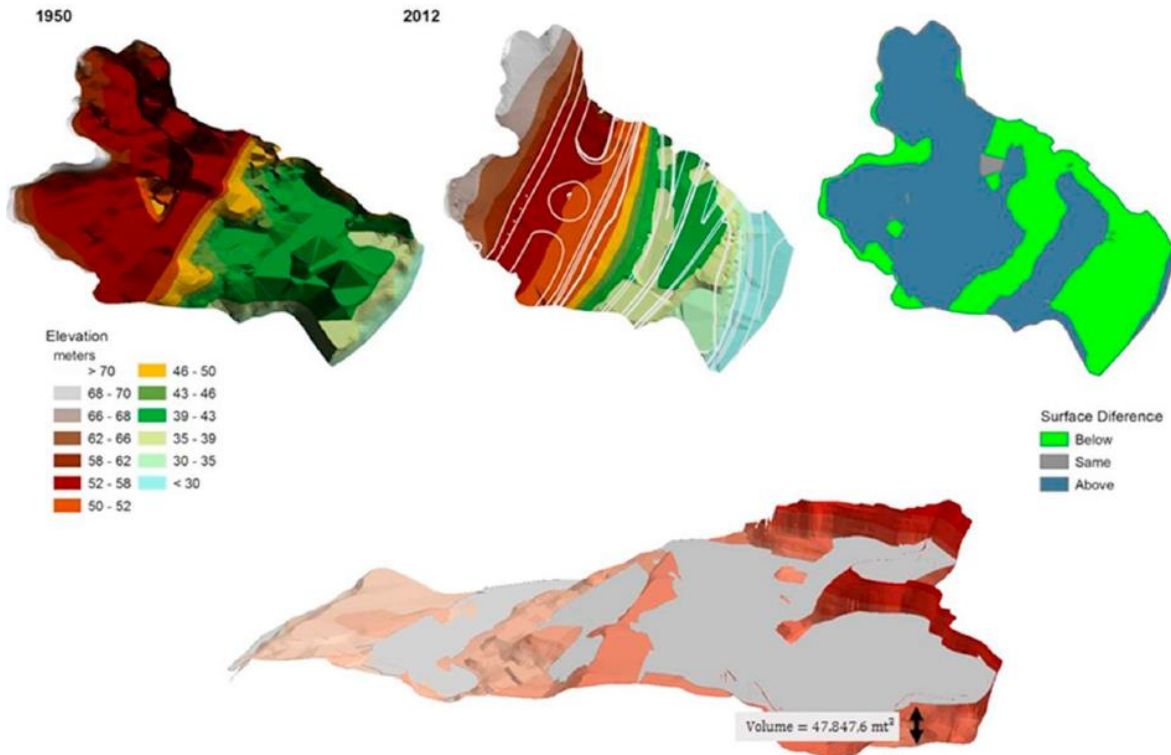 1950
2012
Elevation
meters
> 70
68 - 70
66 - 68
62 - 66
58 - 62
52 - 58
50 - 52
46 - 50
43 - 46
39 - 43
35 - 39
30 - 35
< 30
Surface Diference
Below
Same
Above
Volume = 47.847,6 mt³